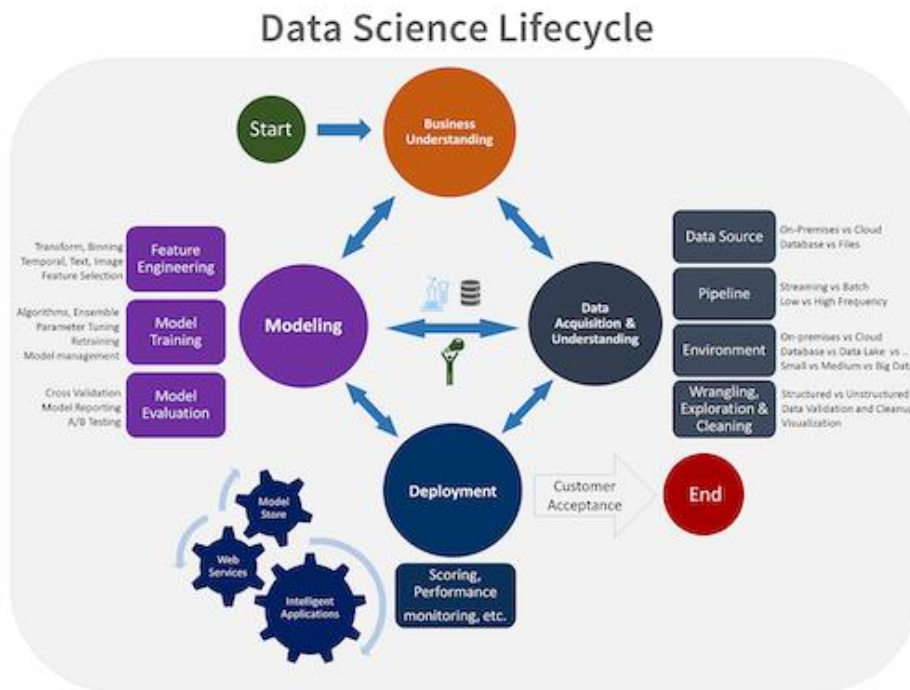 Data Science Lifecycle
Start
Business
Understanding
Transform, Binning
Temporal, Text, Image
Feature Selection
Feature
Engineering
Algorithms, Ensemble
Parameter Tuning
Retraining
Model management
Model
Training
Cross Validation
Model Reporting
A/B Testing
Model
Evaluation
Modeling
Data
Acquisition &
Understanding
Data Source
On-Premises vs Cloud
Database vs Files
Pipeline
Streaming vs Batch
Low vs High Frequency
Environment
On-premises vs Cloud
Database vs Data Lake vs ..
Small vs Medium vs Big Data
Wrangling,
Exploration &
Cleaning
Structured vs Unstructured
Data Validation and Cleanup
Visualization
Deployment
Customer
Acceptance
End
Model
Store
Web
Services
Intelligent
Applications
Scoring,
Performance
monitoring, etc.